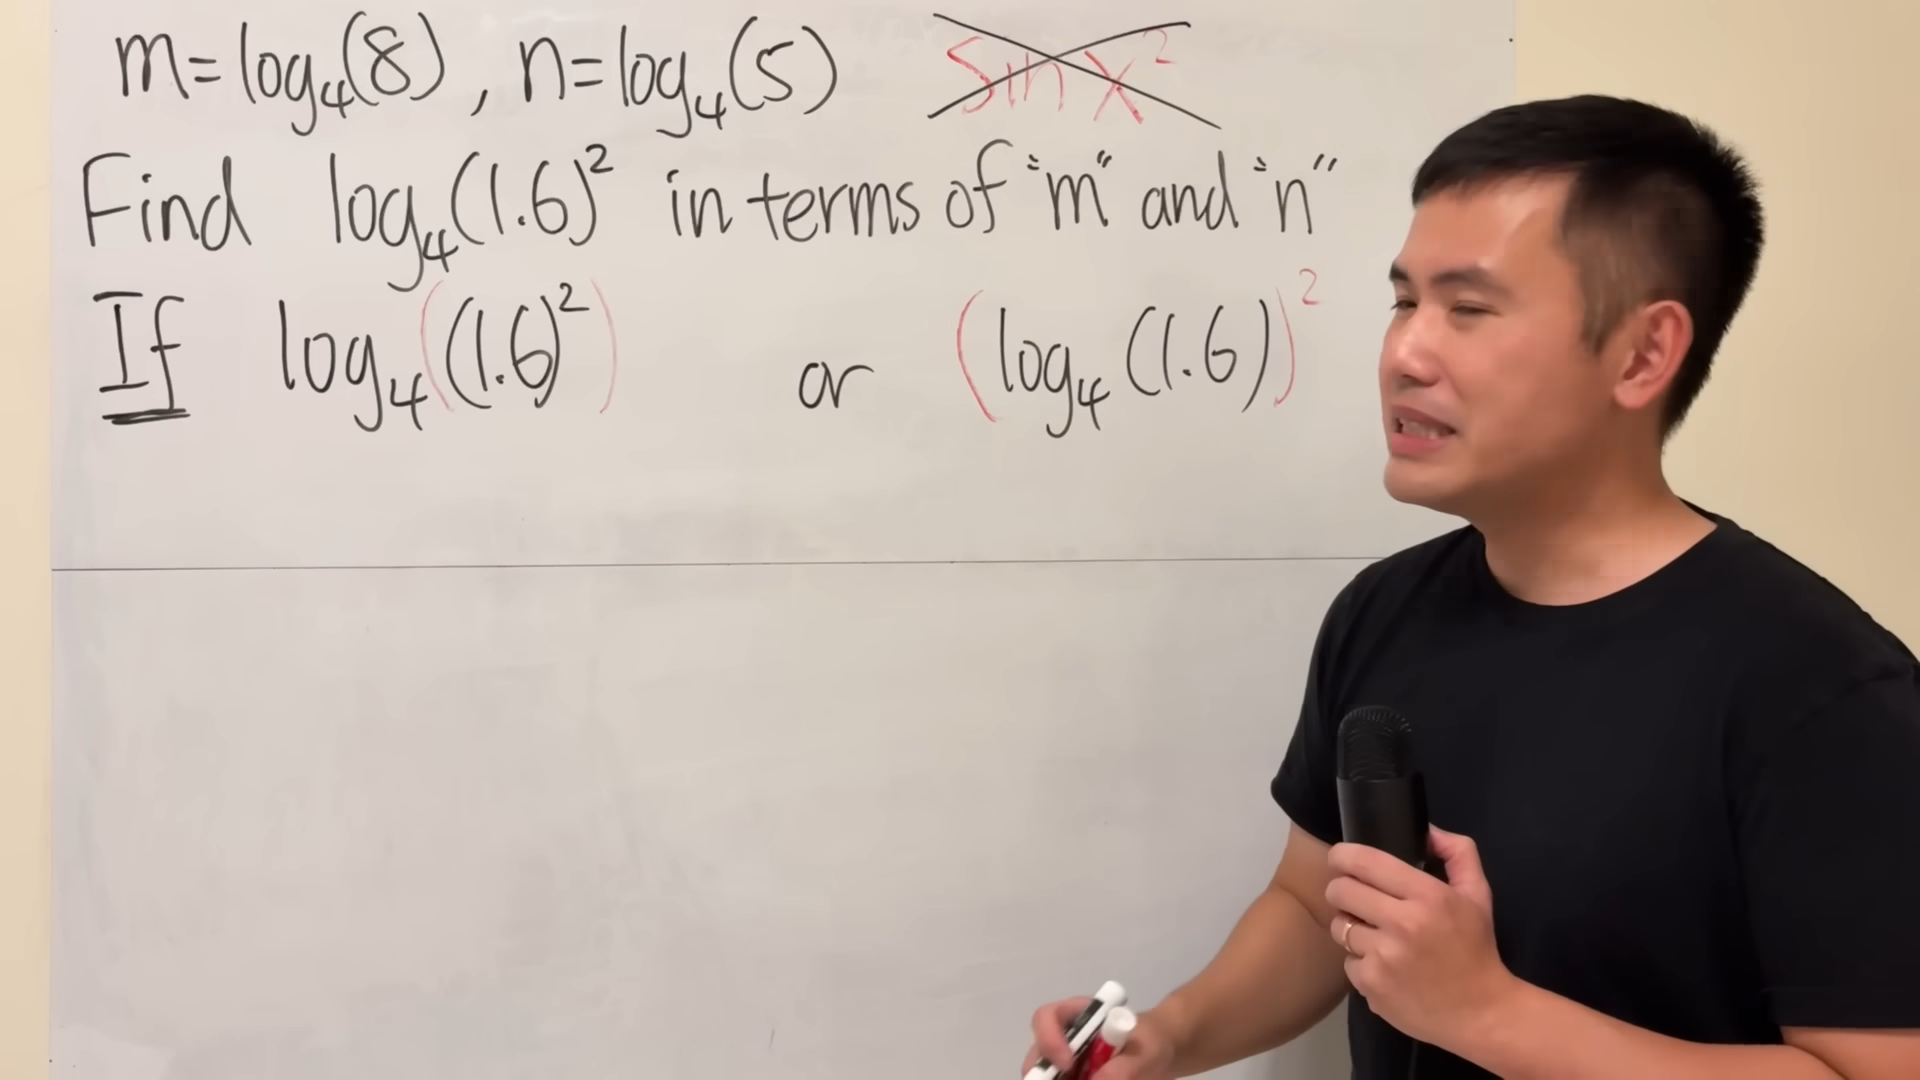 m=log₄(8), n=log₄(5) sin x²
Find log₄(1.6)² in terms of "m" and "n"
If log₄((1.6)²) or (log₄(1.6))²